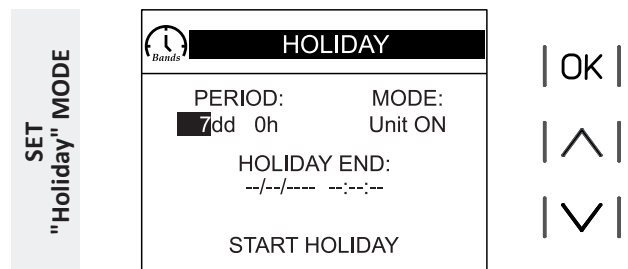 SET
"Holiday" MODE
Bands
HOLIDAY
PERIOD: MODE:
7dd 0h Unit ON
HOLIDAY END:
--/--/---- --:--:--
START HOLIDAY
OK